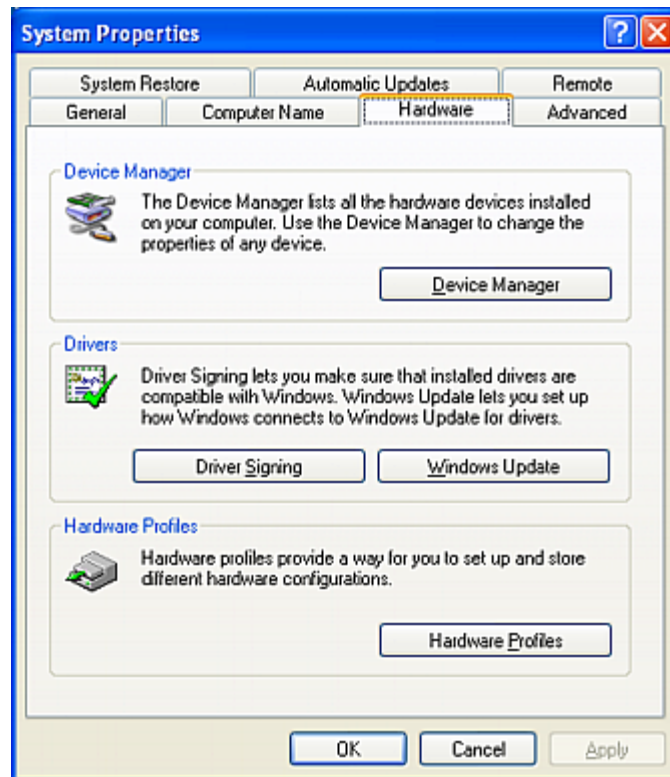 System Properties
System Restore Automatic Updates Remote
General Computer Name Hardware Advanced
Device Manager
The Device Manager lists all the hardware devices installed
on your computer. Use the Device Manager to change the
properties of any device.
Device Manager
Drivers
Driver Signing lets you make sure that installed drivers are
compatible with Windows. Windows Update lets you set up
how Windows connects to Windows Update for drivers.
Driver Signing Windows Update
Hardware Profiles
Hardware profiles provide a way for you to set up and store
different hardware configurations.
Hardware Profiles
OK Cancel Apply